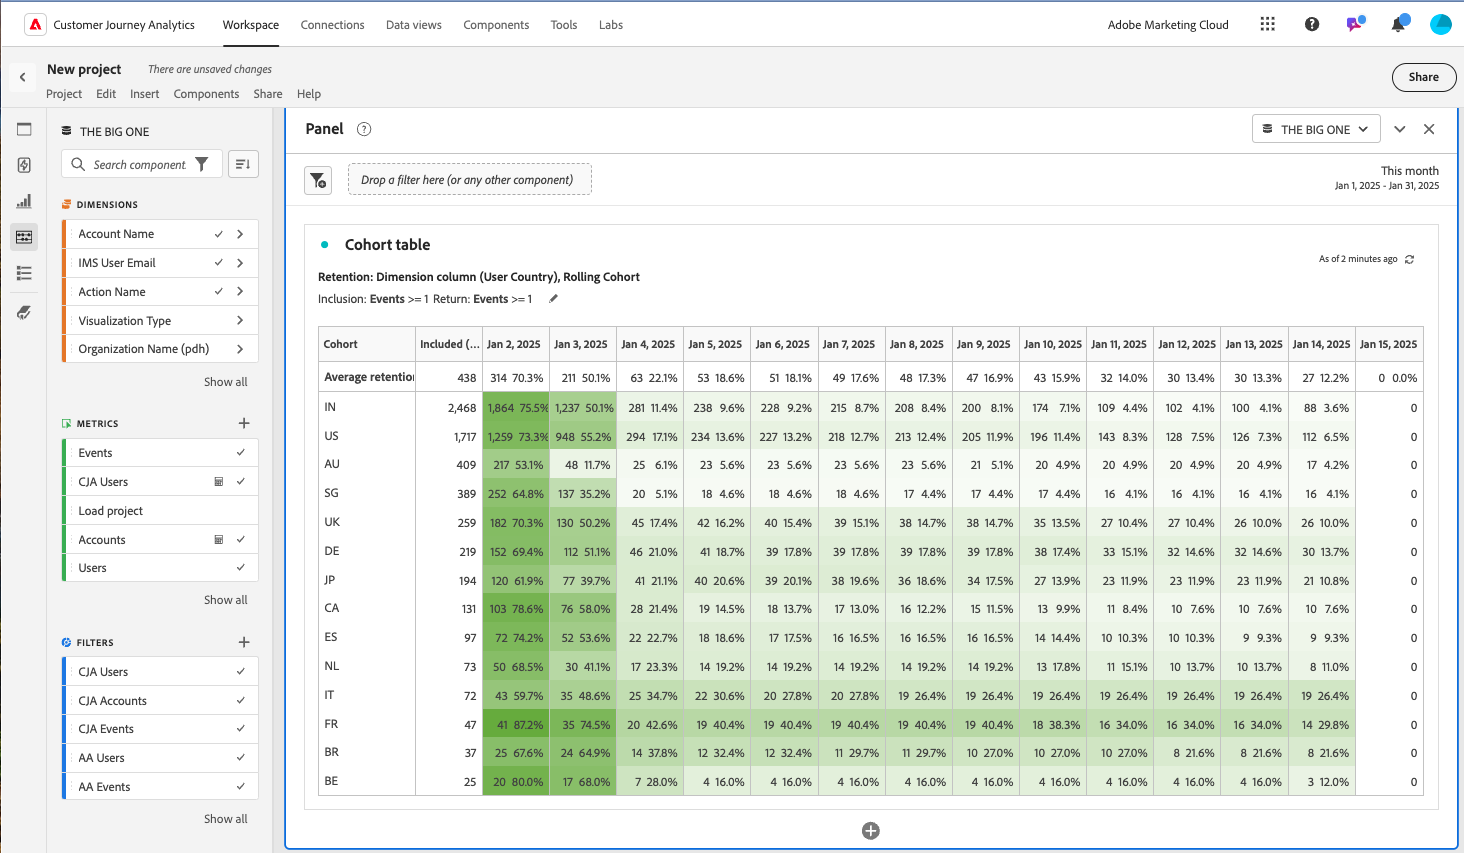 Customer Journey Analytics Workspace Connections Data views Components Tools Labs Adobe Marketing Cloud
New project There are unsaved changes
Share
Project Edit Insert Components Share Help
THE BIG ONE
Search component
DIMENSIONS
Account Name
IMS User Email
Action Name
Visualization Type
Organization Name (pdh)
Show all
METRICS
Events
CJA Users
Load project
Accounts
Users
Show all
FILTERS
CJA Users
CJA Accounts
CJA Events
AA Users
AA Events
Show all
Panel
THE BIG ONE
Drop a filter here (or any other component)
This month
Jan 1, 2025 - Jan 31, 2025
Cohort table
As of 2 minutes ago
Retention: Dimension column (User Country), Rolling Cohort
Inclusion: Events >= 1 Return: Events >= 1
Cohort Included (... Jan 2, 2025 Jan 3, 2025 Jan 4, 2025 Jan 5, 2025 Jan 6, 2025 Jan 7, 2025 Jan 8, 2025 Jan 9, 2025 Jan 10, 2025 Jan 11, 2025 Jan 12, 2025 Jan 13, 2025 Jan 14, 2025 Jan 15, 2025
Average retention 438 314 70.3% 211 50.1% 63 22.1% 53 18.6% 51 18.1% 49 17.6% 48 17.3% 47 16.9% 43 15.9% 32 14.0% 30 13.4% 30 13.3% 27 12.2% 0 0.0%
IN 2,468 1,864 75.5% 1,237 50.1% 281 11.4% 238 9.6% 228 9.2% 215 8.7% 208 8.4% 200 8.1% 174 7.1% 109 4.4% 102 4.1% 100 4.1% 88 3.6% 0
US 1,717 1,259 73.3% 948 55.2% 294 17.1% 234 13.6% 227 13.2% 218 12.7% 213 12.4% 205 11.9% 196 11.4% 143 8.3% 128 7.5% 126 7.3% 112 6.5% 0
AU 409 217 53.1% 48 11.7% 25 6.1% 23 5.6% 23 5.6% 23 5.6% 23 5.6% 21 5.1% 20 4.9% 20 4.9% 20 4.9% 20 4.9% 17 4.2% 0
SG 389 252 64.8% 137 35.2% 20 5.1% 18 4.6% 18 4.6% 18 4.6% 17 4.4% 17 4.4% 17 4.4% 16 4.1% 16 4.1% 16 4.1% 16 4.1% 0
UK 259 182 70.3% 130 50.2% 45 17.4% 42 16.2% 40 15.4% 39 15.1% 38 14.7% 38 14.7% 35 13.5% 27 10.4% 27 10.4% 26 10.0% 26 10.0% 0
DE 219 152 69.4% 112 51.1% 46 21.0% 41 18.7% 39 17.8% 39 17.8% 39 17.8% 39 17.8% 38 17.4% 33 15.1% 32 14.6% 32 14.6% 30 13.7% 0
JP 194 120 61.9% 77 39.7% 41 21.1% 40 20.6% 39 20.1% 38 19.6% 36 18.6% 34 17.5% 27 13.9% 23 11.9% 23 11.9% 23 11.9% 21 10.8% 0
CA 131 103 78.6% 76 58.0% 28 21.4% 19 14.5% 18 13.7% 17 13.0% 16 12.2% 15 11.5% 13 9.9% 11 8.4% 10 7.6% 10 7.6% 10 7.6% 0
ES 97 72 74.2% 52 53.6% 22 22.7% 18 18.6% 17 17.5% 16 16.5% 16 16.5% 16 16.5% 14 14.4% 10 10.3% 10 10.3% 9 9.3% 9 9.3% 0
NL 73 50 68.5% 30 41.1% 17 23.3% 14 19.2% 14 19.2% 14 19.2% 14 19.2% 14 19.2% 13 17.8% 11 15.1% 10 13.7% 10 13.7% 8 11.0% 0
IT 72 43 59.7% 35 48.6% 25 34.7% 22 30.6% 20 27.8% 20 27.8% 19 26.4% 19 26.4% 19 26.4% 19 26.4% 19 26.4% 19 26.4% 19 26.4% 0
FR 47 41 87.2% 35 74.5% 20 42.6% 19 40.4% 19 40.4% 19 40.4% 19 40.4% 19 40.4% 18 38.3% 16 34.0% 16 34.0% 16 34.0% 14 29.8% 0
BR 37 25 67.6% 24 64.9% 14 37.8% 12 32.4% 12 32.4% 11 29.7% 11 29.7% 10 27.0% 10 27.0% 10 27.0% 8 21.6% 8 21.6% 8 21.6% 0
BE 25 20 80.0% 17 68.0% 7 28.0% 4 16.0% 4 16.0% 4 16.0% 4 16.0% 4 16.0% 4 16.0% 4 16.0% 4 16.0% 4 16.0% 3 12.0% 0